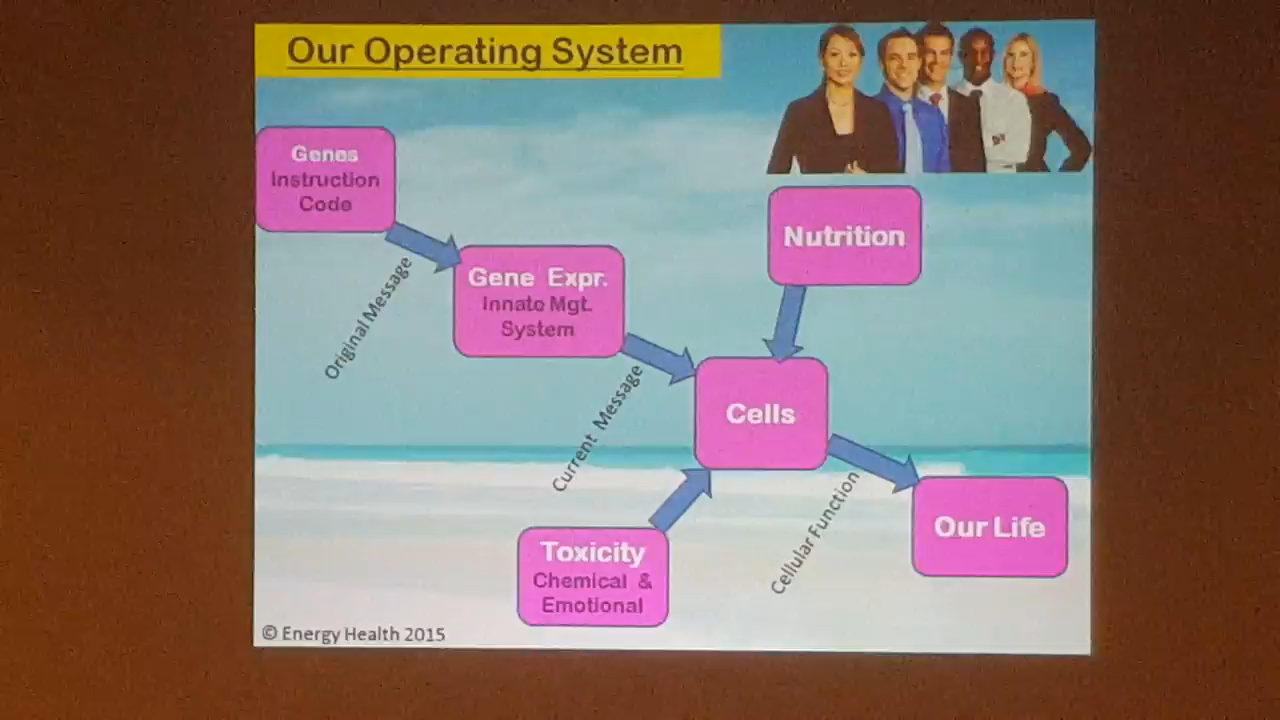 Our Operating System
Genes
Instruction
Code
Original Message
Gene Expr.
Innate Mgt.
System
Nutrition
Current Message
Cells
Cellular Function
Our Life
Toxicity
Chemical &
Emotional
© Energy Health 2015